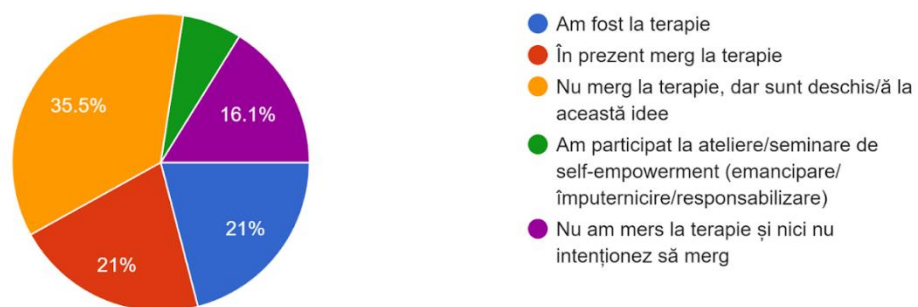 35.5%
16.1%
21%
21%
Am fost la terapie
În prezent merg la terapie
Nu merg la terapie, dar sunt deschis/ă la
această idee
Am participat la ateliere/seminare de
self-empowerment (emancipare/
împuternicire/responsabilizare)
Nu am mers la terapie și nici nu
intenționez să merg